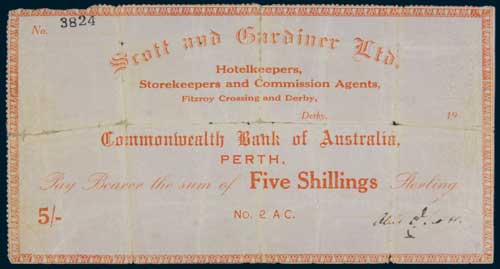 No. 3824
Scott and Gardiner Ltd.
Hotelkeepers,
Storekeepers and Commission Agents,
Fitzroy Crossing and Derby,
Derby, 19
Commonwealth Bank of Australia,
PERTH,
Pay Bearer the sum of Five Shillings Sterling
5/-
No. 2 AC.